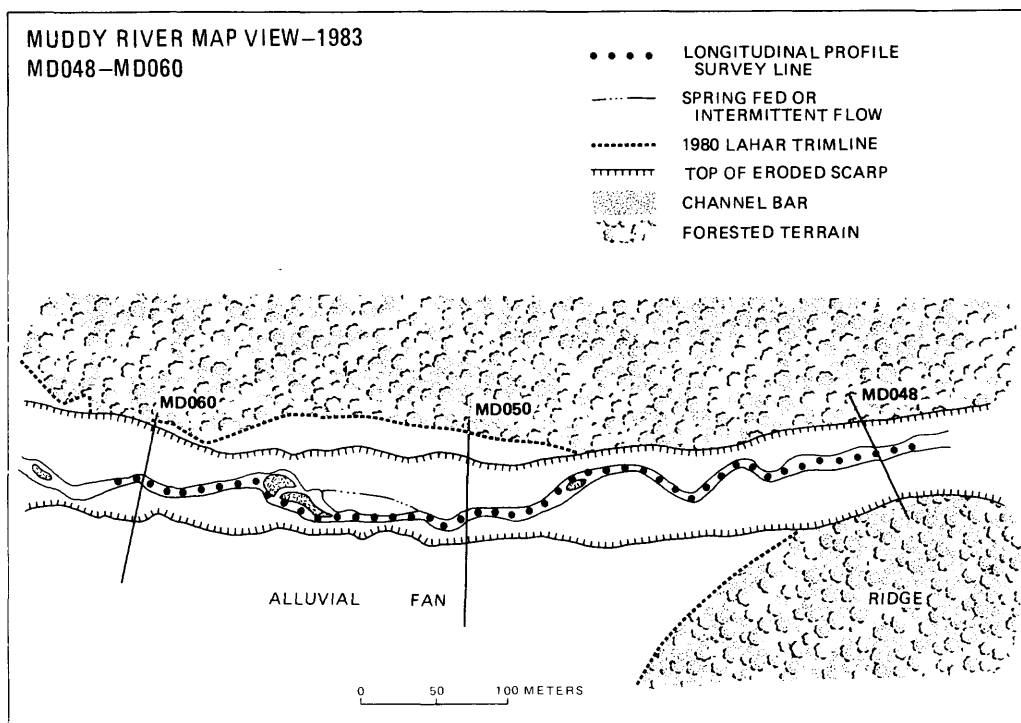 MUDDY RIVER MAP VIEW–1983
MD048–MD060
LONGITUDINAL PROFILE
SURVEY LINE
SPRING FED OR
INTERMITTENT FLOW
1980 LAHAR TRIMLINE
TOP OF ERODED SCARP
CHANNEL BAR
FORESTED TERRAIN
MD060
MD050
MD048
ALLUVIAL FAN
RIDGE
0 50 100 METERS